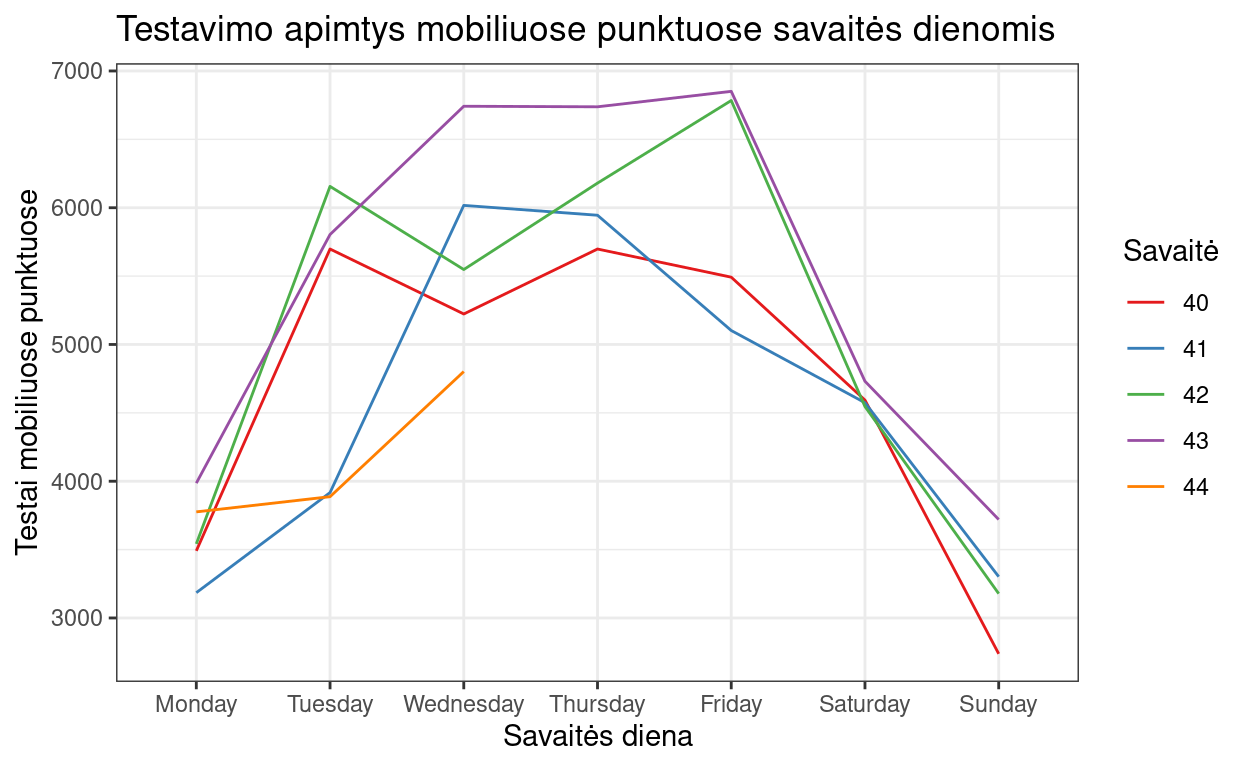 Testavimo apimtys mobiliuose punktuose savaitės dienomis
Testai mobiliuose punktuose
7000
6000
5000
4000
3000
Monday Tuesday Wednesday Thursday Friday Saturday Sunday
Savaitės diena
Savaitė
40
41
42
43
44